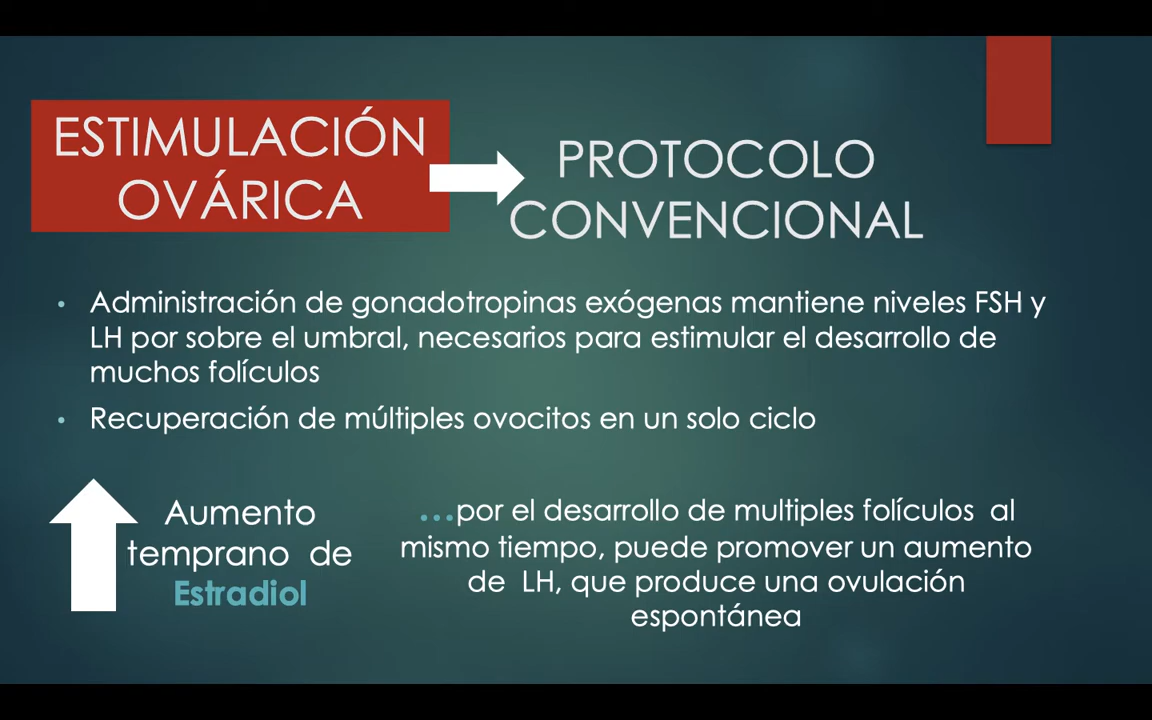 ESTIMULACIÓN
OVÁRICA
PROTOCOLO
CONVENCIONAL
• Administración de gonadotropinas exógenas mantiene niveles FSH y
LH por sobre el umbral, necesarios para estimular el desarrollo de
muchos folículos
• Recuperación de múltiples ovocitos en un solo ciclo
Aumento
temprano de
Estradiol
...por el desarrollo de multiples folículos al
mismo tiempo, puede promover un aumento
de LH, que produce una ovulación
espontánea